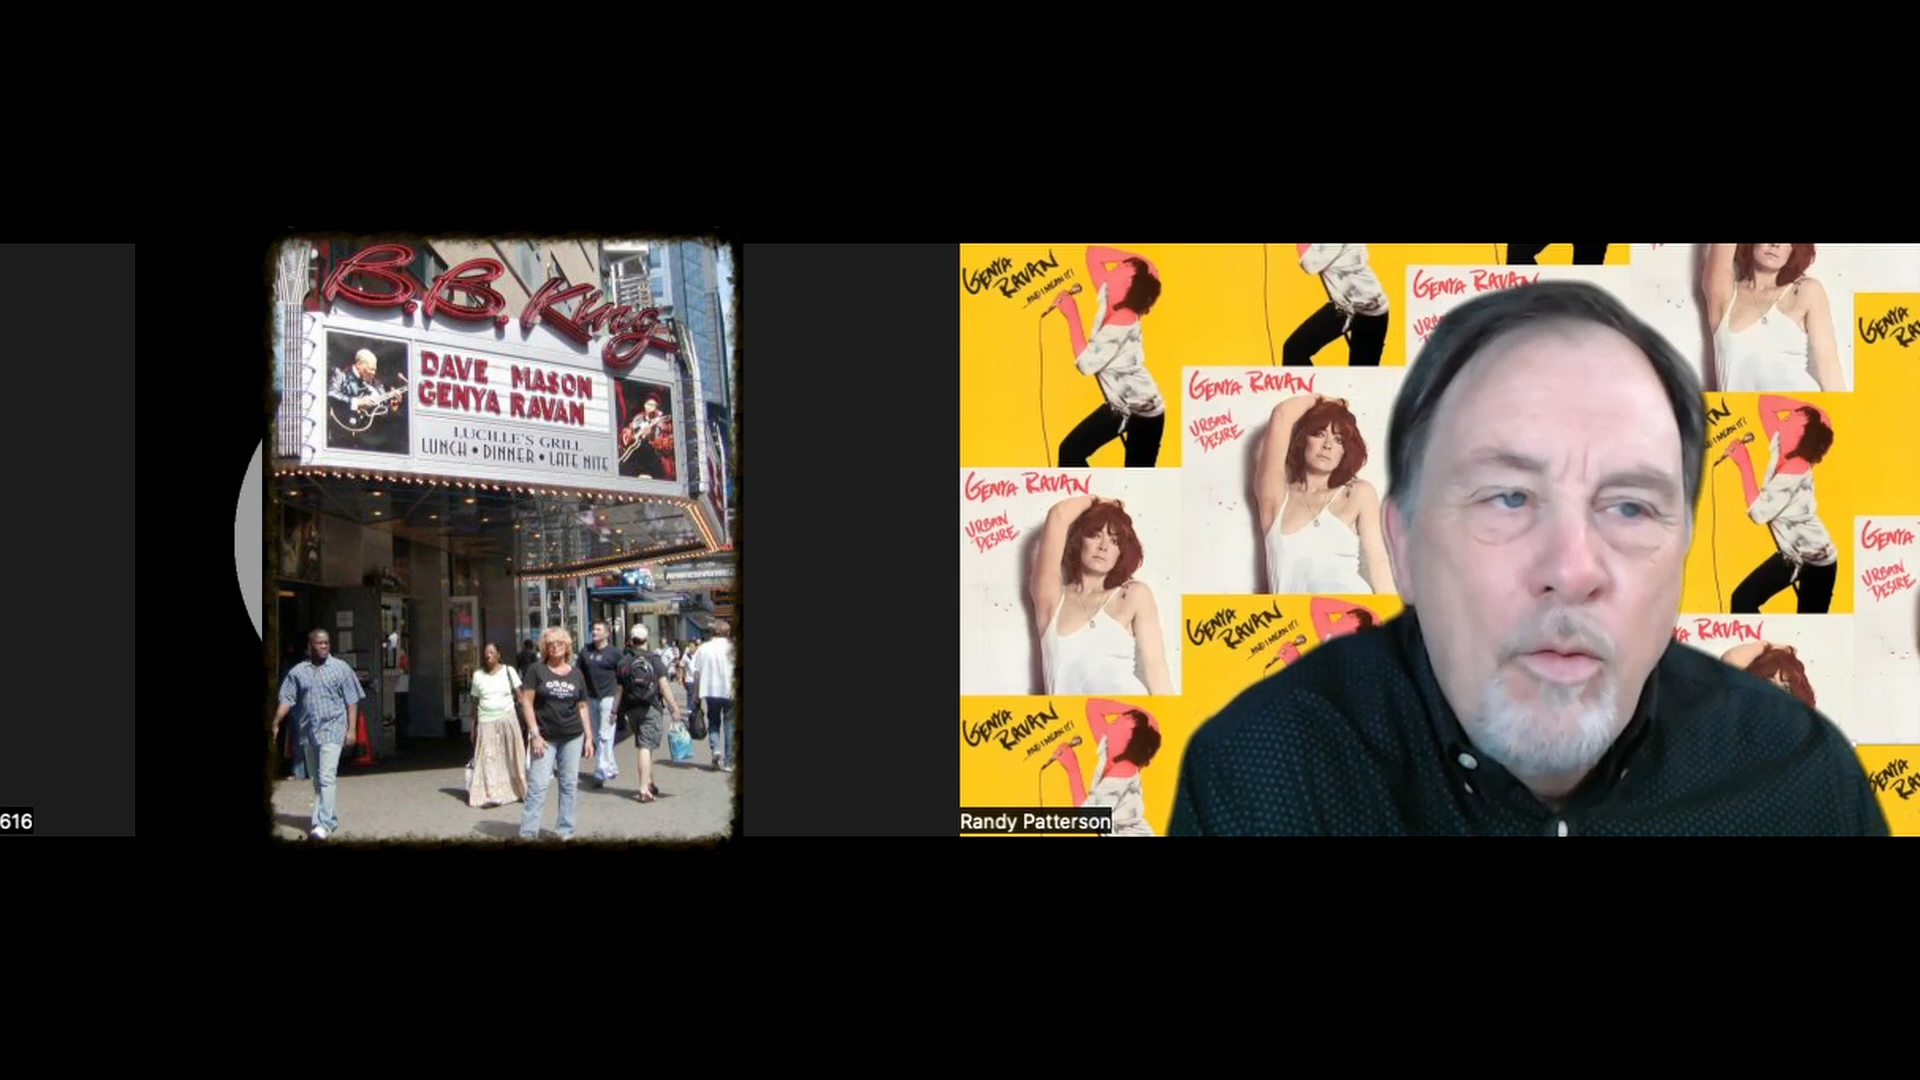 B.B. King
DAVE MASON
GENYA RAVAN
LUCILLE'S GRILL
LUNCH • DINNER • LATE NITE
616
GENYA
RAVAN
...AND I MEAN IT!
GENYA RAVAN
URBAN
DESIRE
GENYA RAVAN
GENYA RAVAN
URBAN
DESIRE
GENYA
RAVAN
...AND I MEAN IT!
GENYA
RAVAN
...AND I MEAN IT!
GENYA
URBAN
DESIRE
RAVAN
GENYA
Randy Patterson